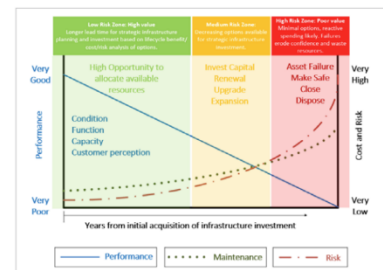 Low Risk Zone: High value
Longer lead time for strategic infrastructure
planning and investment based on lifecycle benefit/
cost/risk analysis of options.
Medium Risk Zone:
Narrowing options available
for strategic infrastructure
investment.
High Risk Zone: Poor value
Minimal options, reactive
spending likely. Failures
erode confidence and waste
resources.
Very
Good
High Opportunity to
allocate available
resources
Invest Capital
Renewal
Upgrade
Expansion
Asset Failure
Make Safe
Close
Dispose
Very
High
Performance
Condition
Function
Capacity
Customer perception
Cost and Risk
Very
Poor
Very
Low
Years from initial acquisition of infrastructure investment
Performance
Maintenance
Risk